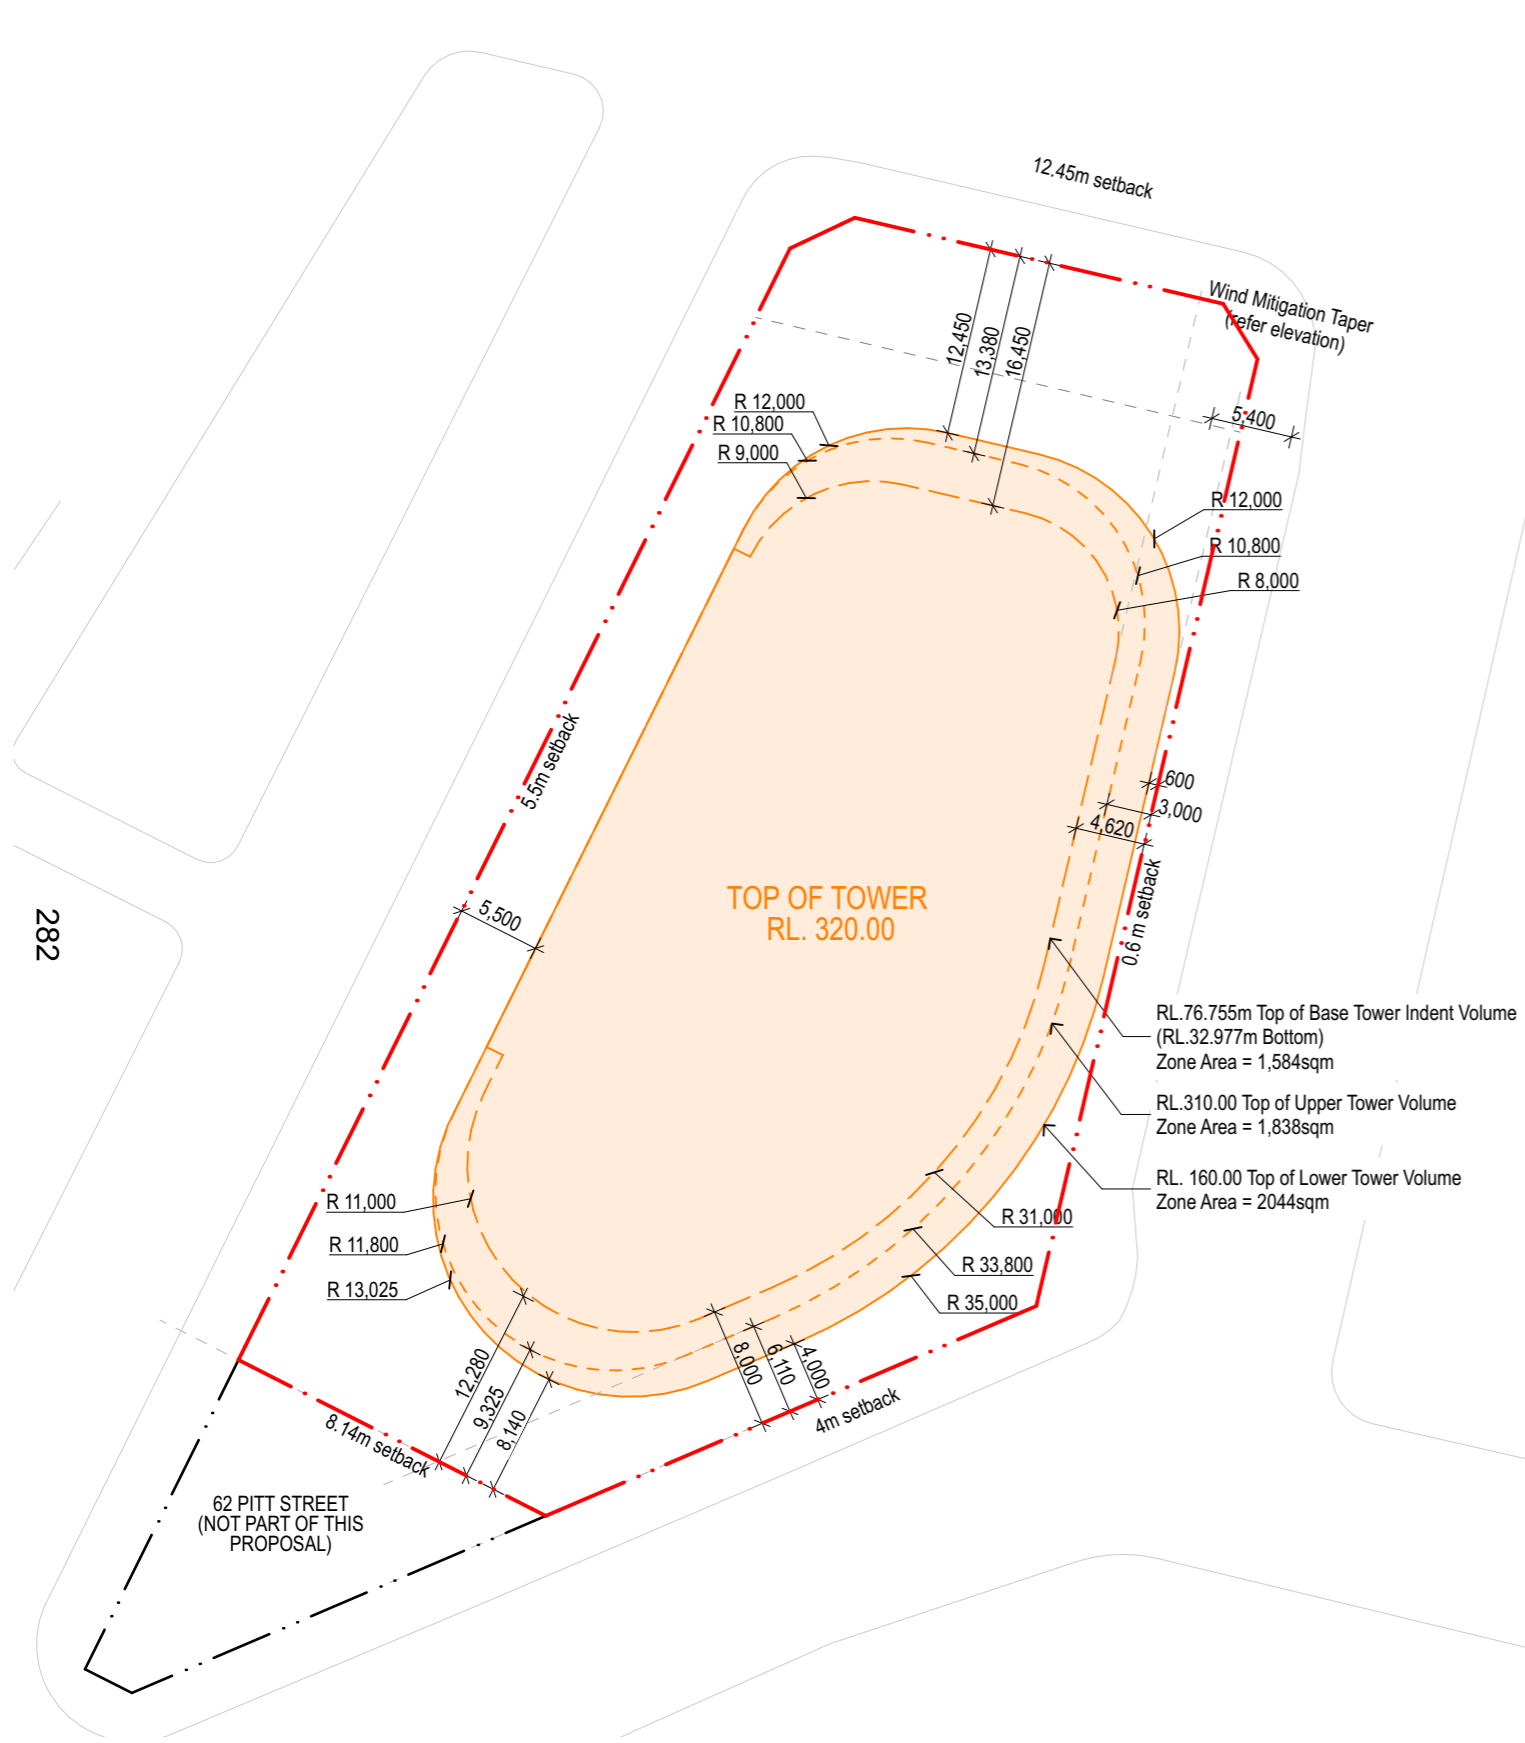 12.45m setback
Wind Mitigation Taper
(refer elevation)
12,450
13,380
16,450
5,400
R 12,000
R 10,800
R 9,000
R 12,000
R 10,800
R 8,000
5.5m setback
600
3,000
4,620
TOP OF TOWER
RL. 320.00
5,500
282
0.6 m setback
RL.76.755m Top of Base Tower Indent Volume
(RL.32.977m Bottom)
Zone Area = 1,584sqm
RL.310.00 Top of Upper Tower Volume
Zone Area = 1,838sqm
RL. 160.00 Top of Lower Tower Volume
Zone Area = 2044sqm
R 11,000
R 11,800
R 13,025
R 31,000
R 33,800
R 35,000
12,280
9,325
8,140
8,000
6,110
4,000
4m setback
8.14m setback
62 PITT STREET
(NOT PART OF THIS
PROPOSAL)